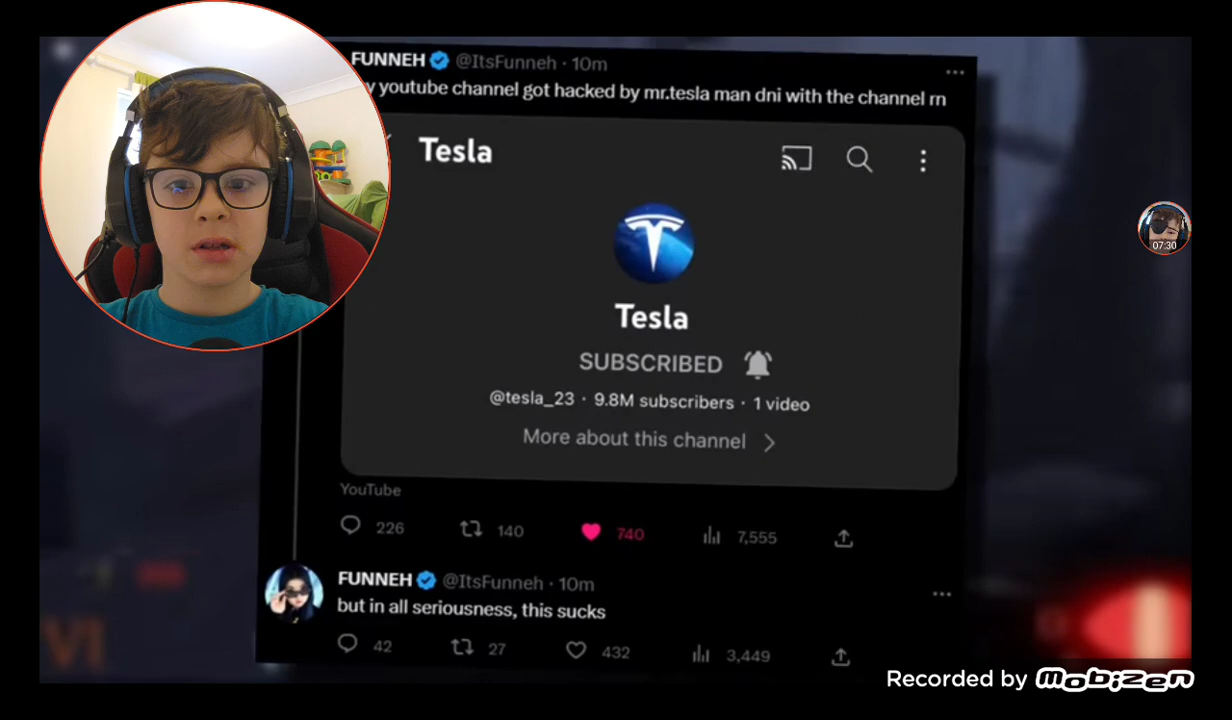 FUNNEH @ItsFunneh · 10m
youtube channel got hacked by mr.tesla man dni with the channel rn
Tesla
Tesla
SUBSCRIBED
@tesla_23 · 9.8M subscribers · 1 video
More about this channel
YouTube
226 140 740 7,555
FUNNEH @ItsFunneh · 10m
but in all seriousness, this sucks
42 27 432 3,449
07:30
VI
Recorded by mobizen